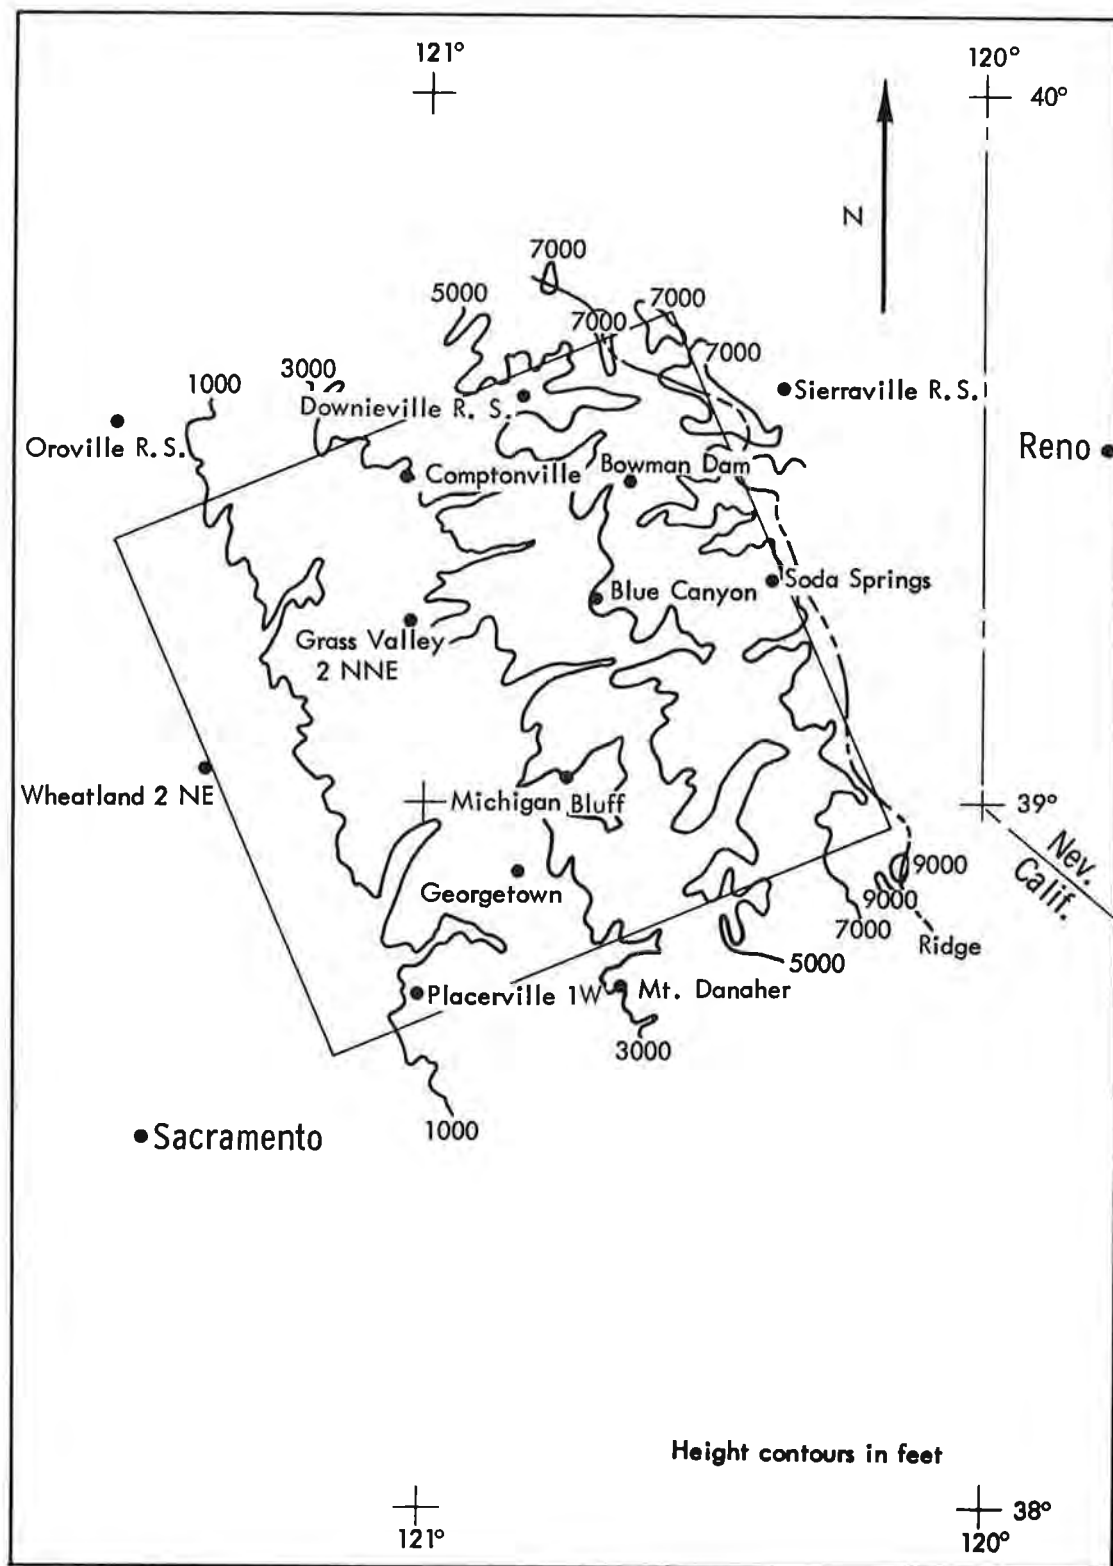 121°
120°
40°
N
7000
7000
5000
7000
7000
3000
1000
Downieville R. S.
Sierraville R. S.
Oroville R. S.
Reno
Comptonville
Bowman Dam
Blue Canyon
Soda Springs
Grass Valley
2 NNE
Wheatland 2 NE
Michigan Bluff
39°
Nev.
Calif.
9000
Georgetown
9000
7000
Ridge
5000
Placerville 1W
Mt. Danaher
3000
1000
Sacramento
Height contours in feet
38°
121°
120°